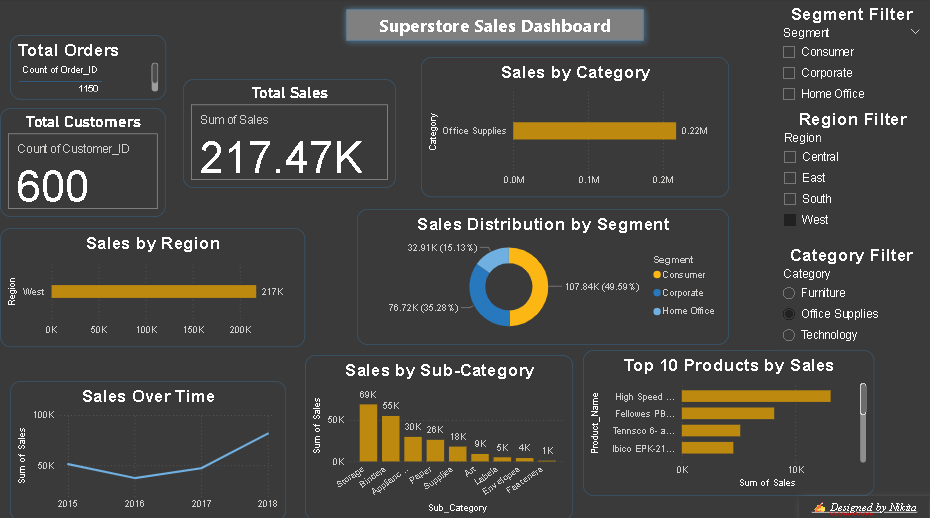 Superstore Sales Dashboard
Total Orders
Count of Order_ID
1150
Total Customers
Count of Customer_ID
600
Total Sales
Sum of Sales
217.47K
Sales by Category
Category
Office Supplies
0.22M
0.0M 0.1M 0.2M
Segment Filter
Segment
Consumer
Corporate
Home Office
Region Filter
Region
Central
East
South
West
Category Filter
Category
Furniture
Office Supplies
Technology
Sales by Region
Region
West
217K
0K 50K 100K 150K 200K
Sales Distribution by Segment
32.91K (15.13%)
107.84K (49.59%)
76.72K (35.28%)
Segment
Consumer
Corporate
Home Office
Sales Over Time
Sum of Sales
100K
50K
2015 2016 2017 2018
Sales by Sub-Category
Sum of Sales
50K
0K
69K 55K 30K 26K 18K 9K 5K 4K 1K
Storage Binders Applianc... Paper Supplies Art Labels Envelopes Fasteners
Sub_Category
Top 10 Products by Sales
Product_Name
High Speed ...
Fellowes PB...
Tennsco 6- a...
Ibico EPK-21...
0K 10K
Sum of Sales
✍ Designed by Nikita